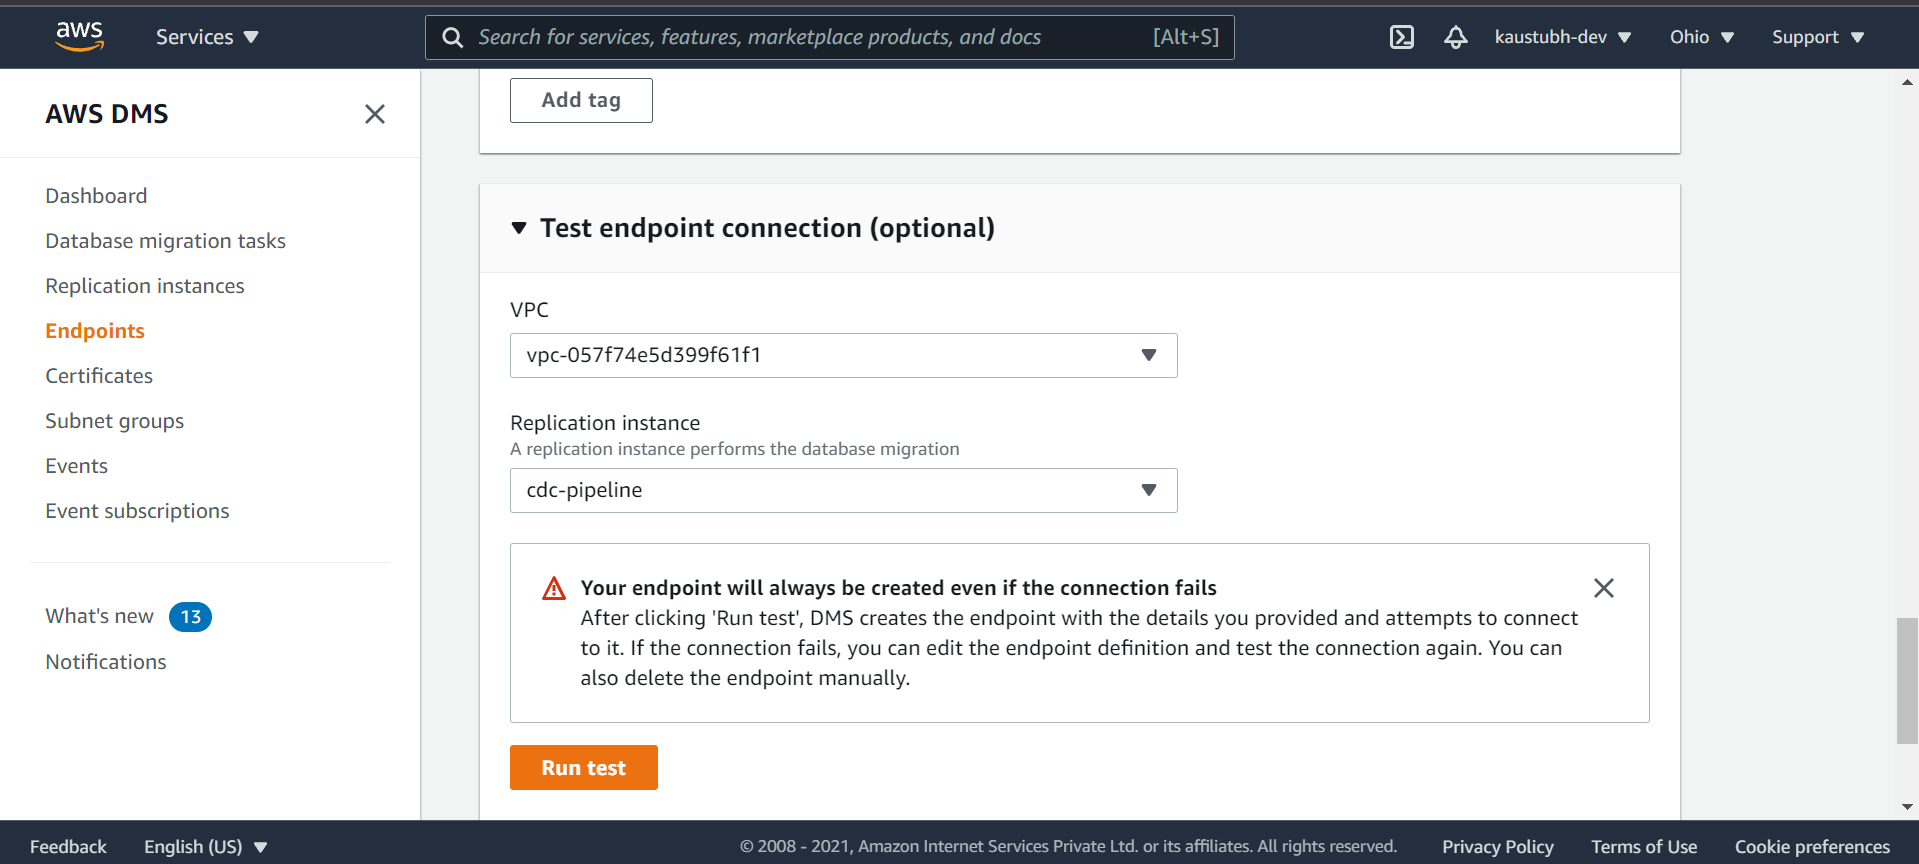 aws
Services
Search for services, features, marketplace products, and docs
[Alt+S]
kaustubh-dev
Ohio
Support
AWS DMS
Dashboard
Database migration tasks
Replication instances
Endpoints
Certificates
Subnet groups
Events
Event subscriptions
What's new 13
Notifications
Add tag
Test endpoint connection (optional)
VPC
vpc-057f74e5d399f61f1
Replication instance
A replication instance performs the database migration
cdc-pipeline
Your endpoint will always be created even if the connection fails
After clicking 'Run test', DMS creates the endpoint with the details you provided and attempts to connect
to it. If the connection fails, you can edit the endpoint definition and test the connection again. You can
also delete the endpoint manually.
Run test
Feedback
English (US)
© 2008 - 2021, Amazon Internet Services Private Ltd. or its affiliates. All rights reserved.
Privacy Policy
Terms of Use
Cookie preferences